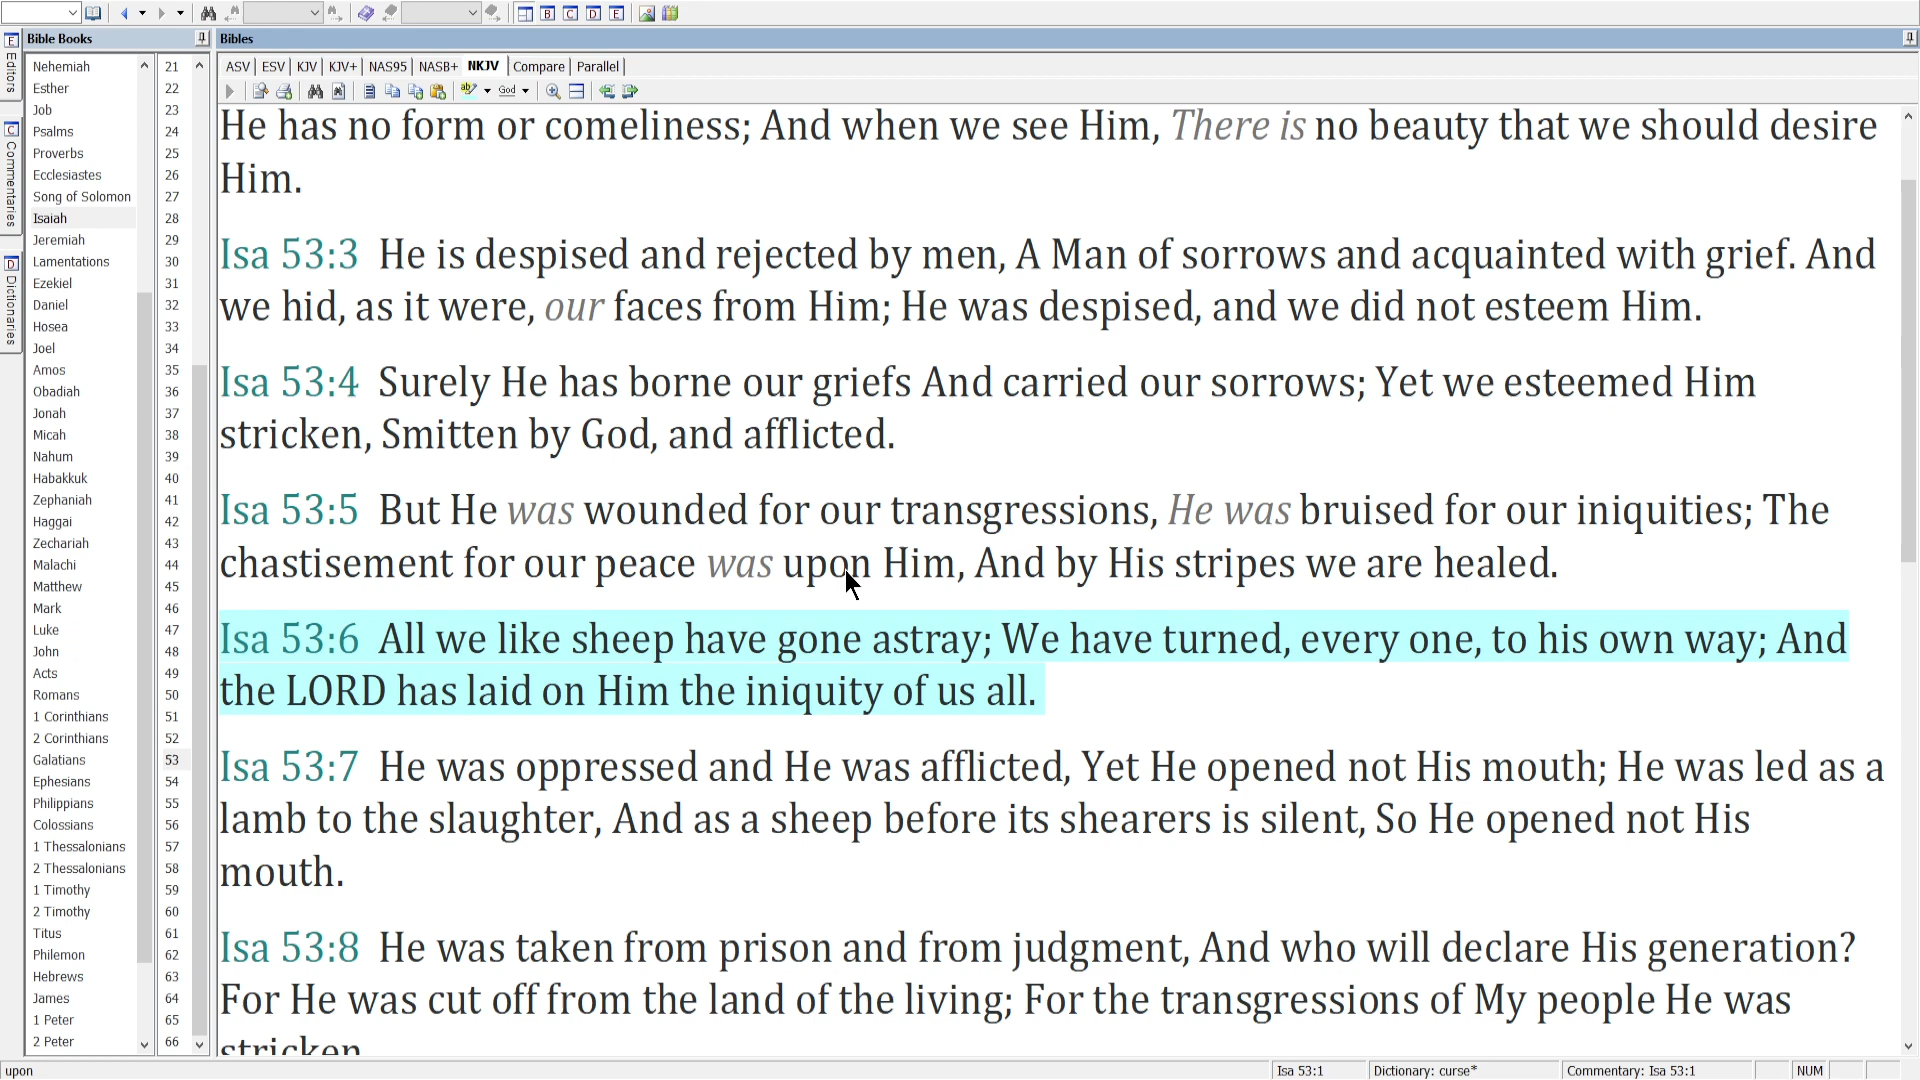 Bible Books
Bibles
Editors
Commentaries
Dictionaries
ASV ESV KJV KJV+ NAS95 NASB+ NKJV Compare Parallel
God
Nehemiah
Esther
Job
Psalms
Proverbs
Ecclesiastes
Song of Solomon
Isaiah
Jeremiah
Lamentations
Ezekiel
Daniel
Hosea
Joel
Amos
Obadiah
Jonah
Micah
Nahum
Habakkuk
Zephaniah
Haggai
Zechariah
Malachi
Matthew
Mark
Luke
John
Acts
Romans
1 Corinthians
2 Corinthians
Galatians
Ephesians
Philippians
Colossians
1 Thessalonians
2 Thessalonians
1 Timothy
2 Timothy
Titus
Philemon
Hebrews
James
1 Peter
2 Peter
21
22
23
24
25
26
27
28
29
30
31
32
33
34
35
36
37
38
39
40
41
42
43
44
45
46
47
48
49
50
51
52
53
54
55
56
57
58
59
60
61
62
63
64
65
66
He has no form or comeliness; And when we see Him, There is no beauty that we should desire
Him.
Isa 53:3 He is despised and rejected by men, A Man of sorrows and acquainted with grief. And
we hid, as it were, our faces from Him; He was despised, and we did not esteem Him.
Isa 53:4 Surely He has borne our griefs And carried our sorrows; Yet we esteemed Him
stricken, Smitten by God, and afflicted.
Isa 53:5 But He was wounded for our transgressions, He was bruised for our iniquities; The
chastisement for our peace was upon Him, And by His stripes we are healed.
Isa 53:6 All we like sheep have gone astray; We have turned, every one, to his own way; And
the LORD has laid on Him the iniquity of us all.
Isa 53:7 He was oppressed and He was afflicted, Yet He opened not His mouth; He was led as a
lamb to the slaughter, And as a sheep before its shearers is silent, So He opened not His
mouth.
Isa 53:8 He was taken from prison and from judgment, And who will declare His generation?
For He was cut off from the land of the living; For the transgressions of My people He was
stricken
upon
Isa 53:1
Dictionary: curse*
Commentary: Isa 53:1
NUM